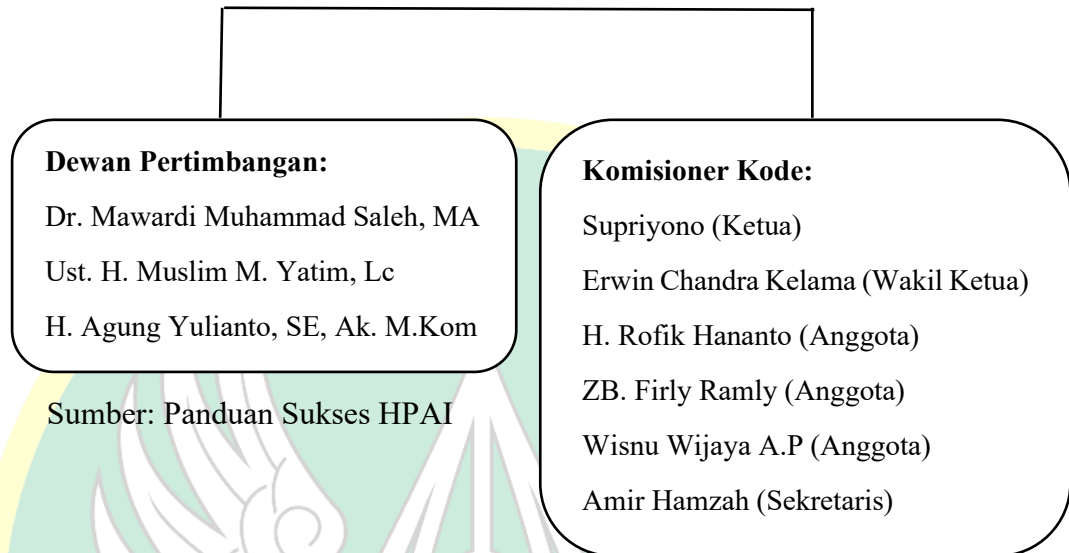 Dewan Pertimbangan:
Dr. Mawardi Muhammad Saleh, MA
Ust. H. Muslim M. Yatim, Lc
H. Agung Yulianto, SE, Ak. M.Kom
Sumber: Panduan Sukses HPAI
Komisioner Kode:
Supriyono (Ketua)
Erwin Chandra Kelama (Wakil Ketua)
H. Rofik Hananto (Anggota)
ZB. Firly Ramly (Anggota)
Wisnu Wijaya A.P (Anggota)
Amir Hamzah (Sekretaris)